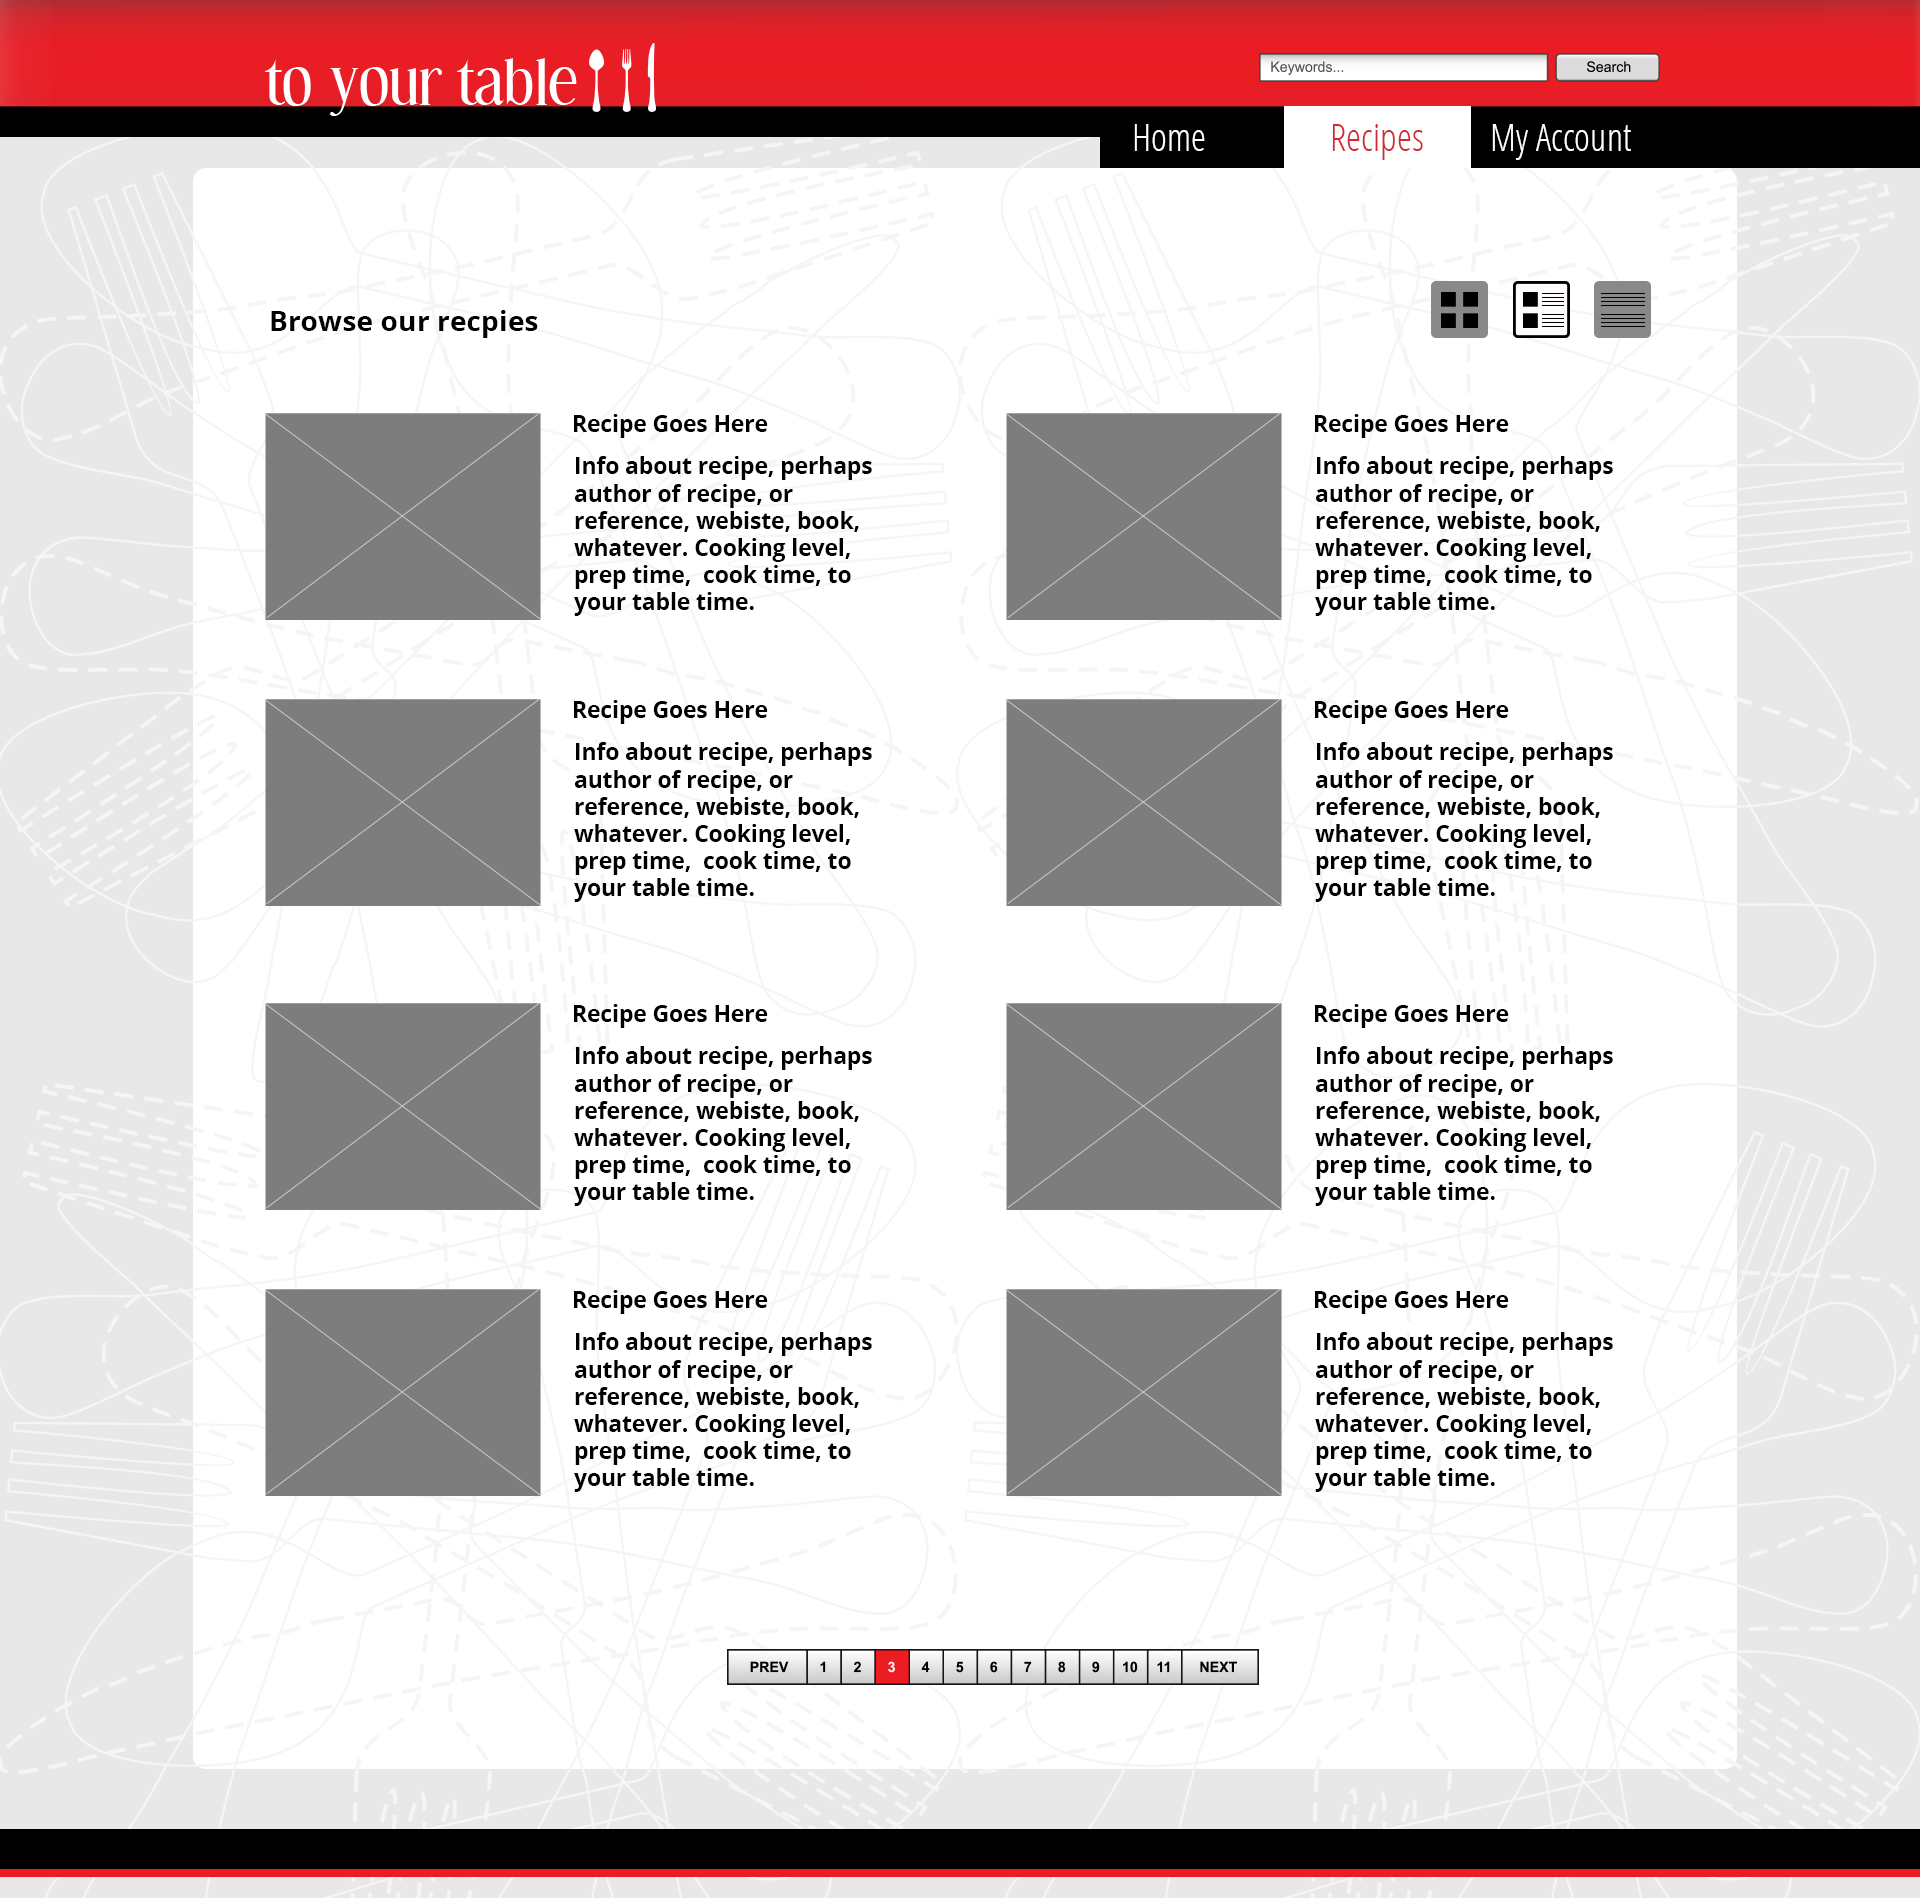 to your table
Keywords...
Search
Home
Recipes
My Account
Browse our recpies
Recipe Goes Here
Info about recipe, perhaps
author of recipe, or
reference, webiste, book,
whatever. Cooking level,
prep time,  cook time, to
your table time.
Recipe Goes Here
Info about recipe, perhaps
author of recipe, or
reference, webiste, book,
whatever. Cooking level,
prep time,  cook time, to
your table time.
Recipe Goes Here
Info about recipe, perhaps
author of recipe, or
reference, webiste, book,
whatever. Cooking level,
prep time,  cook time, to
your table time.
Recipe Goes Here
Info about recipe, perhaps
author of recipe, or
reference, webiste, book,
whatever. Cooking level,
prep time,  cook time, to
your table time.
Recipe Goes Here
Info about recipe, perhaps
author of recipe, or
reference, webiste, book,
whatever. Cooking level,
prep time,  cook time, to
your table time.
Recipe Goes Here
Info about recipe, perhaps
author of recipe, or
reference, webiste, book,
whatever. Cooking level,
prep time,  cook time, to
your table time.
Recipe Goes Here
Info about recipe, perhaps
author of recipe, or
reference, webiste, book,
whatever. Cooking level,
prep time,  cook time, to
your table time.
Recipe Goes Here
Info about recipe, perhaps
author of recipe, or
reference, webiste, book,
whatever. Cooking level,
prep time,  cook time, to
your table time.
PREV 1 2 3 4 5 6 7 8 9 10 11 NEXT